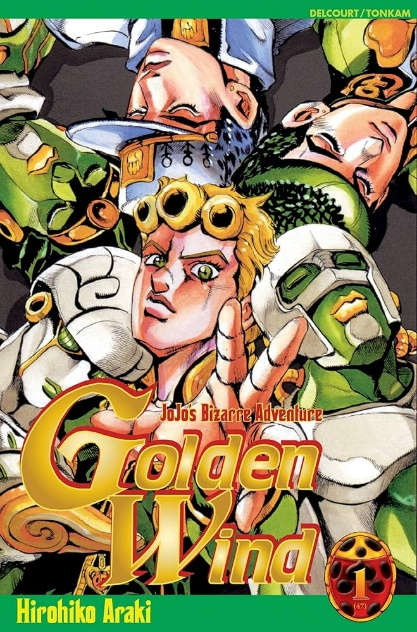 DELCOURT/TONKAM
JoJo's Bizarre Adventure
Golden
Wind
1
(47)
Hirohiko Araki